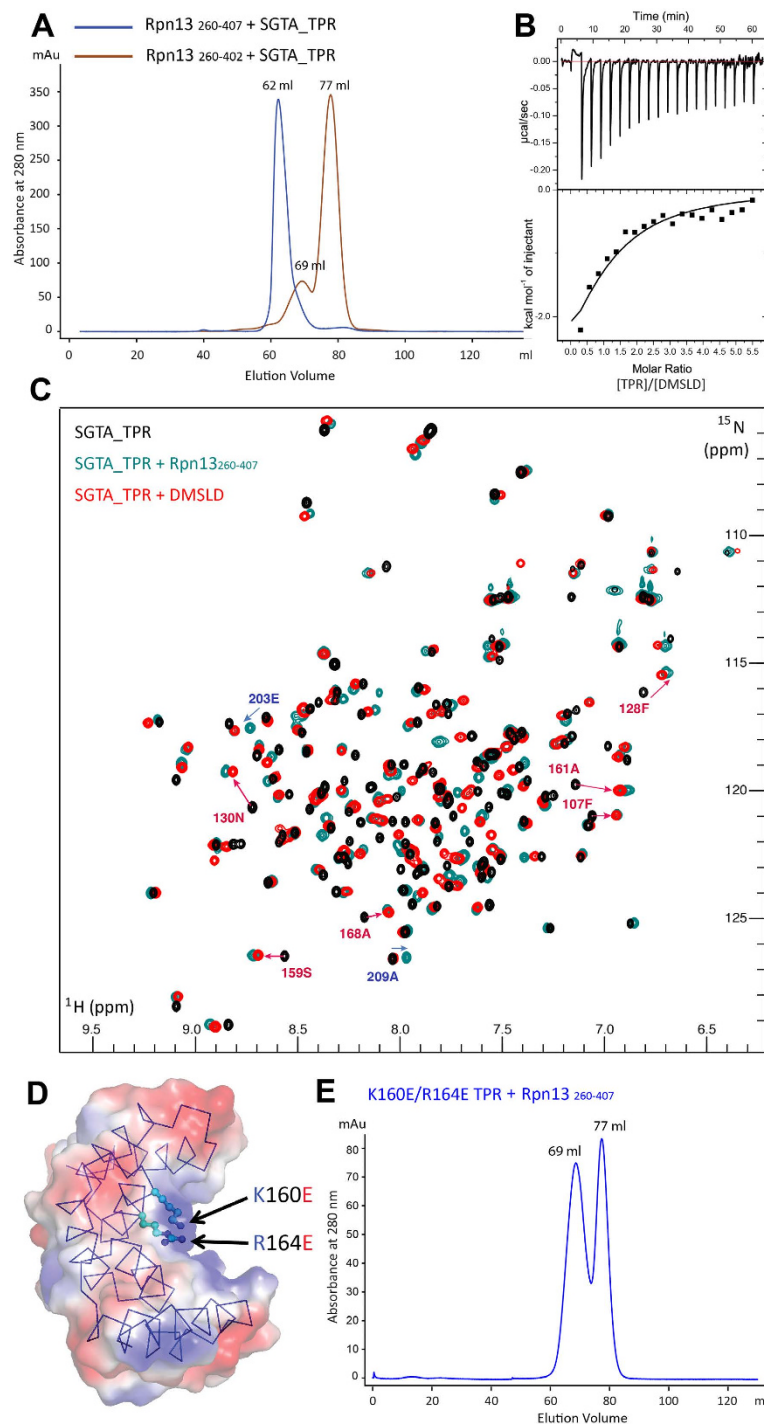 A
Rpn13 260-407 + SGTA_TPR
Rpn13 260-402 + SGTA_TPR
mAu
62 ml
77 ml
69 ml
350
300
250
200
150
100
50
0
Absorbance at 280 nm
0 20 40 60 80 100 120 ml
Elution Volume
B
Time (min)
0 10 20 30 40 50 60
0.00
-0.05
-0.10
-0.15
-0.20
µcal/sec
0.0
-2.0
kcal mol-1 of injectant
0.0 0.5 1.0 1.5 2.0 2.5 3.0 3.5 4.0 4.5 5.0 5.5
Molar Ratio
[TPR]/[DMSLD]
C
SGTA_TPR
SGTA_TPR + Rpn13260-407
SGTA_TPR + DMSLD
15N
(ppm)
110
115
120
125
203E
128F
161A
130N
107F
168A
159S
209A
1H (ppm)
9.5 9.0 8.5 8.0 7.5 7.0 6.5
D
K160E
R164E
E
K160E/R164E TPR + Rpn13 260-407
mAu
77 ml
69 ml
80
70
60
50
40
30
20
10
0
Absorbance at 280 nm
0 20 40 60 80 100 120 m
Elution Volume